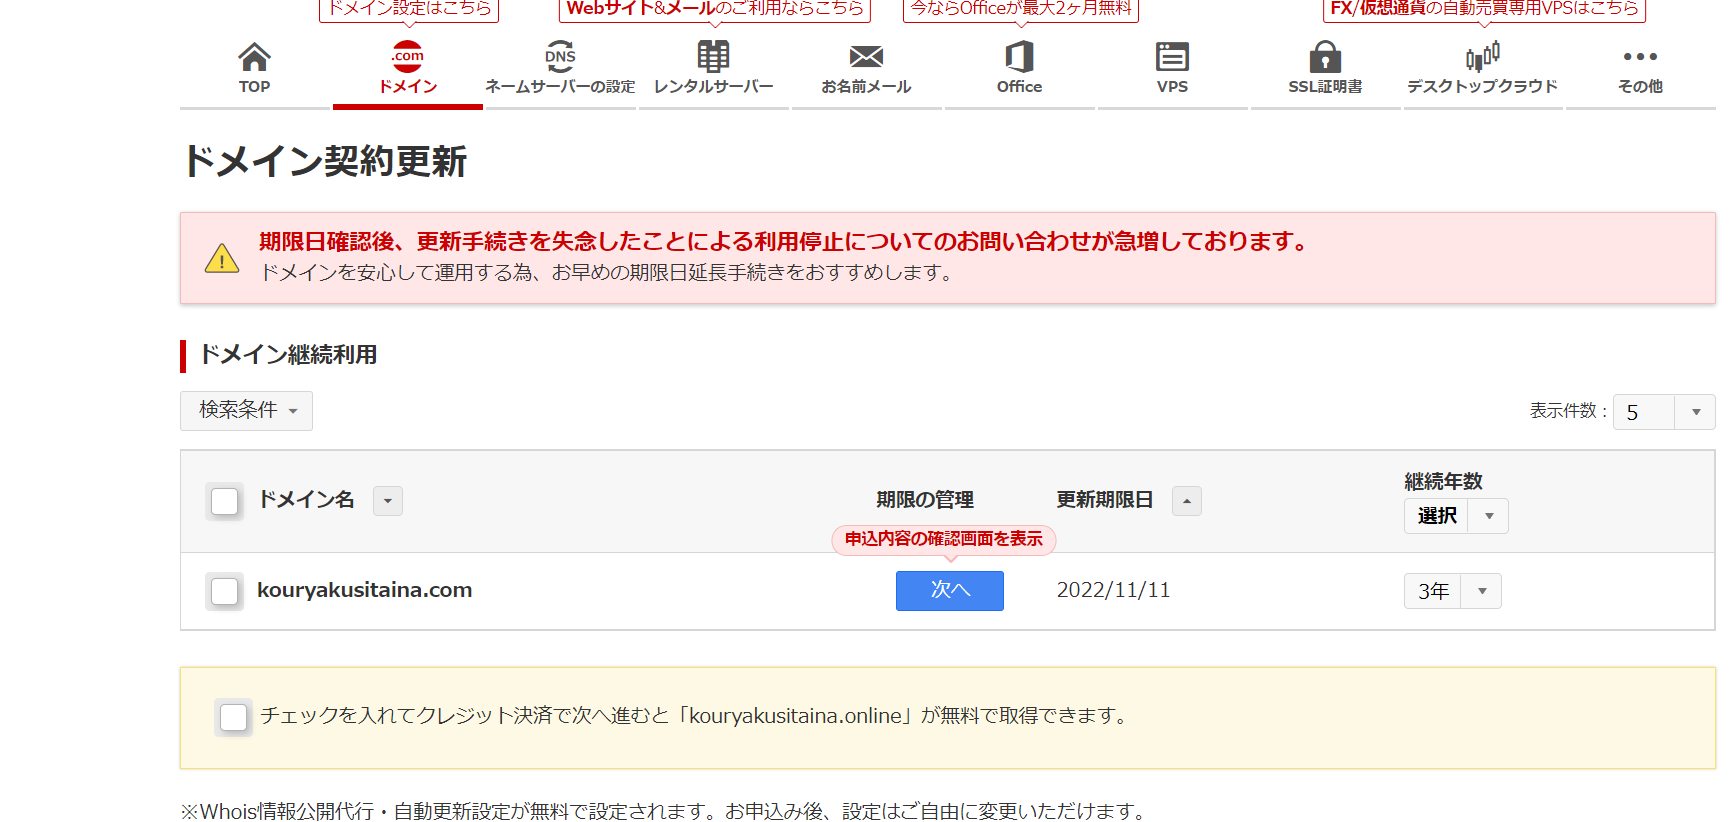 ドメイン設定はこちら
Webサイト&メールのご利用ならこちら
今ならOfficeが最大2ヶ月無料
FX/仮想通貨の自動売買専用VPSはこちら
.com
DNS
TOP
ドメイン
ネームサーバーの設定
レンタルサーバー
お名前メール
Office
VPS
SSL証明書
デスクトップクラウド
その他
ドメイン契約更新
期限日確認後、更新手続きを失念したことによる利用停止についてのお問い合わせが急増しております。
ドメインを安心して運用する為、お早めの期限日延長手続きをおすすめします。
ドメイン継続利用
検索条件
表示件数 : 5
ドメイン名
期限の管理
更新期限日
継続年数
選択
申込内容の確認画面を表示
kouryakusitaina.com
次へ
2022/11/11
3年
チェックを入れてクレジット決済で次へ進むと「kouryakusitaina.online」が無料で取得できます。
※Whois情報公開代行・自動更新設定が無料で設定されます。お申込み後、設定はご自由に変更いただけます。